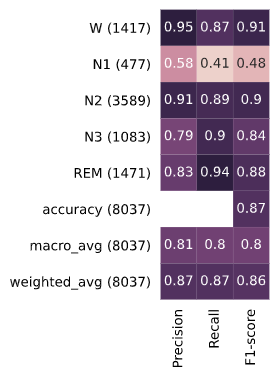 W (1417) 0.95 0.87 0.91
N1 (477) 0.58 0.41 0.48
N2 (3589) 0.91 0.89 0.9
N3 (1083) 0.79 0.9 0.84
REM (1471) 0.83 0.94 0.88
accuracy (8037) 0.87
macro_avg (8037) 0.81 0.8 0.8
weighted_avg (8037) 0.87 0.87 0.86
Precision Recall F1-score